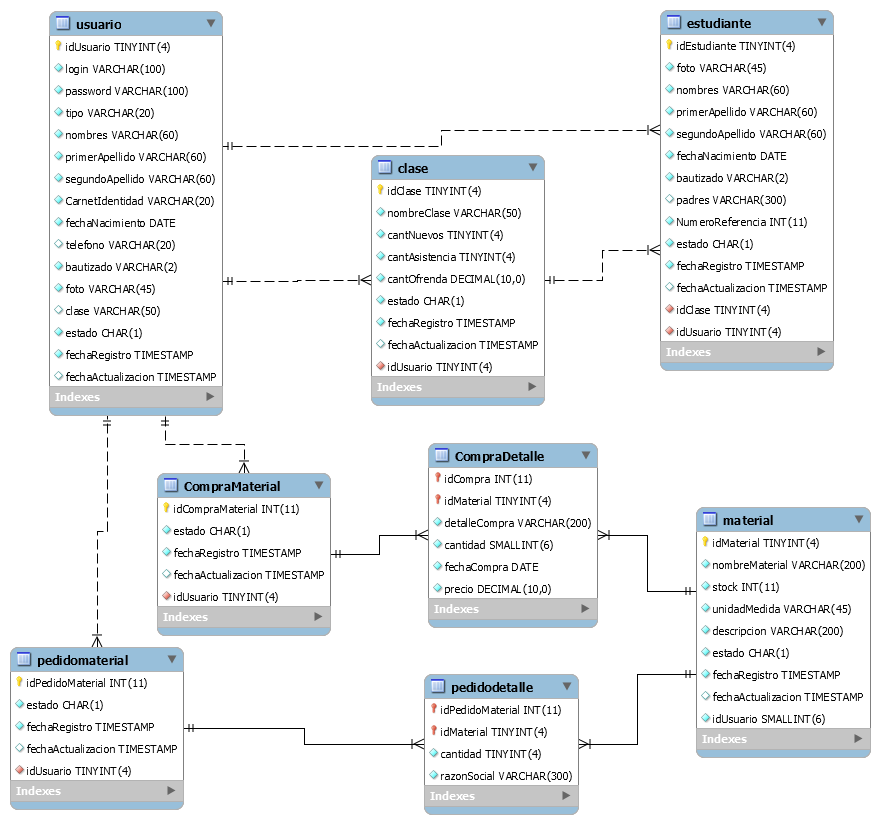 usuario
idUsuario TINYINT(4)
login VARCHAR(100)
password VARCHAR(100)
tipo VARCHAR(20)
nombres VARCHAR(60)
primerApellido VARCHAR(60)
segundoApellido VARCHAR(60)
CarnetIdentidad VARCHAR(20)
fechaNacimiento DATE
telefono VARCHAR(20)
bautizado VARCHAR(2)
foto VARCHAR(45)
clase VARCHAR(50)
estado CHAR(1)
fechaRegistro TIMESTAMP
fechaActualizacion TIMESTAMP
Indexes
clase
idClase TINYINT(4)
nombreClase VARCHAR(50)
cantNuevos TINYINT(4)
cantAsistencia TINYINT(4)
cantOfrenda DECIMAL(10,0)
estado CHAR(1)
fechaRegistro TIMESTAMP
fechaActualizacion TIMESTAMP
idUsuario TINYINT(4)
Indexes
estudiante
idEstudiante TINYINT(4)
foto VARCHAR(45)
nombres VARCHAR(60)
primerApellido VARCHAR(60)
segundoApellido VARCHAR(60)
fechaNacimiento DATE
bautizado VARCHAR(2)
padres VARCHAR(300)
NumeroReferencia INT(11)
estado CHAR(1)
fechaRegistro TIMESTAMP
fechaActualizacion TIMESTAMP
idClase TINYINT(4)
idUsuario TINYINT(4)
Indexes
CompraMaterial
idCompraMaterial INT(11)
estado CHAR(1)
fechaRegistro TIMESTAMP
fechaActualizacion TIMESTAMP
idUsuario TINYINT(4)
Indexes
CompraDetalle
idCompra INT(11)
idMaterial TINYINT(4)
detalleCompra VARCHAR(200)
cantidad SMALLINT(6)
fechaCompra DATE
precio DECIMAL(10,0)
Indexes
material
idMaterial TINYINT(4)
nombreMaterial VARCHAR(200)
stock INT(11)
unidadMedida VARCHAR(45)
descripcion VARCHAR(200)
estado CHAR(1)
fechaRegistro TIMESTAMP
fechaActualizacion TIMESTAMP
idUsuario SMALLINT(6)
Indexes
pedidomaterial
idPedidoMaterial INT(11)
estado CHAR(1)
fechaRegistro TIMESTAMP
fechaActualizacion TIMESTAMP
idUsuario TINYINT(4)
Indexes
pedidodetalle
idPedidoMaterial INT(11)
idMaterial TINYINT(4)
cantidad TINYINT(4)
razonSocial VARCHAR(300)
Indexes